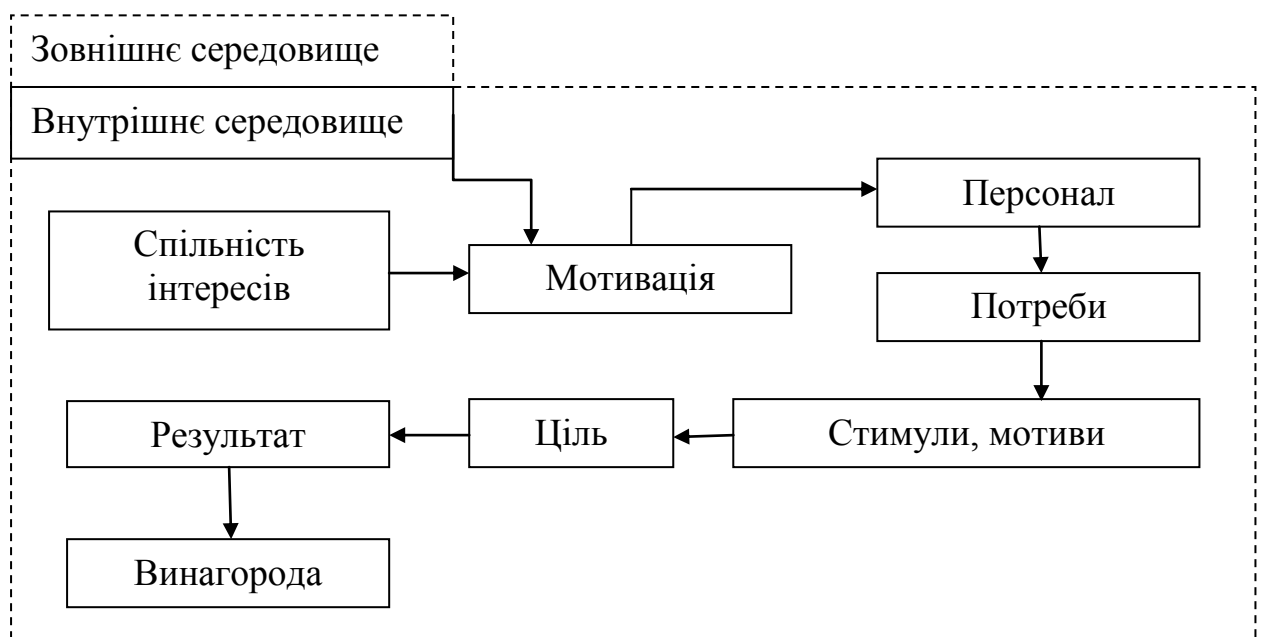 Зовнішнє середовище
Внутрішнє середовище
Персонал
Спільність
інтересів
Мотивація
Потреби
Результат
Ціль
Стимули, мотиви
Винагорода